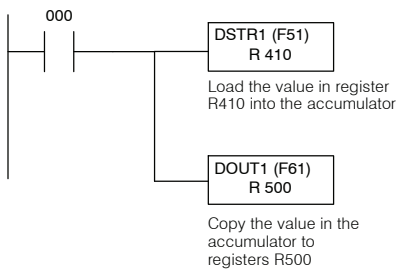 000
DSTR1 (F51)
R 410
Load the value in register
R410 into the accumulator
DOUT1 (F61)
R 500
Copy the value in the
accumulator to
registers R500